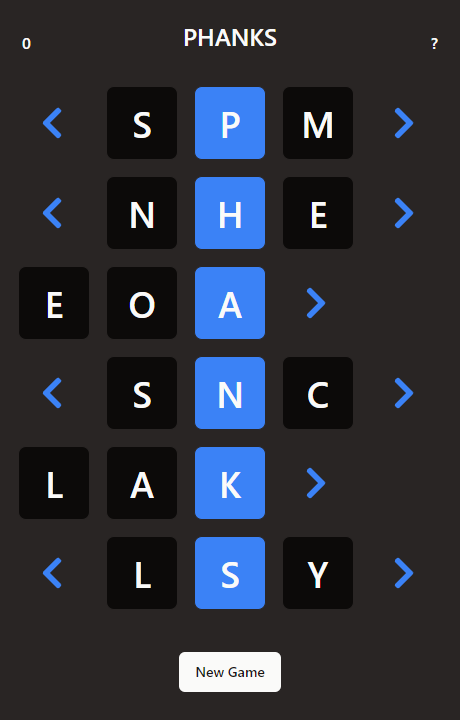 0 PHANKS ?
S P M
N H E
E O A
S N C
L A K
L S Y
New Game